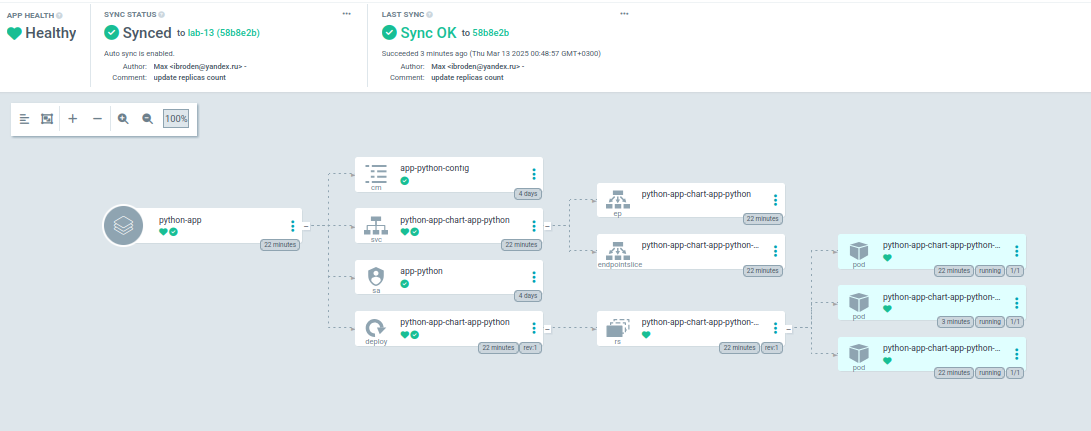 APP HEALTH
Healthy
SYNC STATUS
Synced to lab-13 (58b8e2b)
Auto sync is enabled.
Author: Max <ibroden@yandex.ru> -
Comment: update replicas count
LAST SYNC
Sync OK to 58b8e2b
Succeeded 3 minutes ago (Thu Mar 13 2025 00:48:57 GMT+0300)
Author: Max <ibroden@yandex.ru> -
Comment: update replicas count
100%
python-app
22 minutes
app-python-config
cm
4 days
python-app-chart-app-python
svc
22 minutes
app-python
sa
4 days
python-app-chart-app-python
deploy
22 minutes rev:1
python-app-chart-app-python
ep
22 minutes
python-app-chart-app-python-...
endpointslice
22 minutes
python-app-chart-app-python-...
rs
22 minutes rev:1
python-app-chart-app-python-...
pod
22 minutes running 1/1
python-app-chart-app-python-...
pod
3 minutes running 1/1
python-app-chart-app-python-...
pod
22 minutes running 1/1